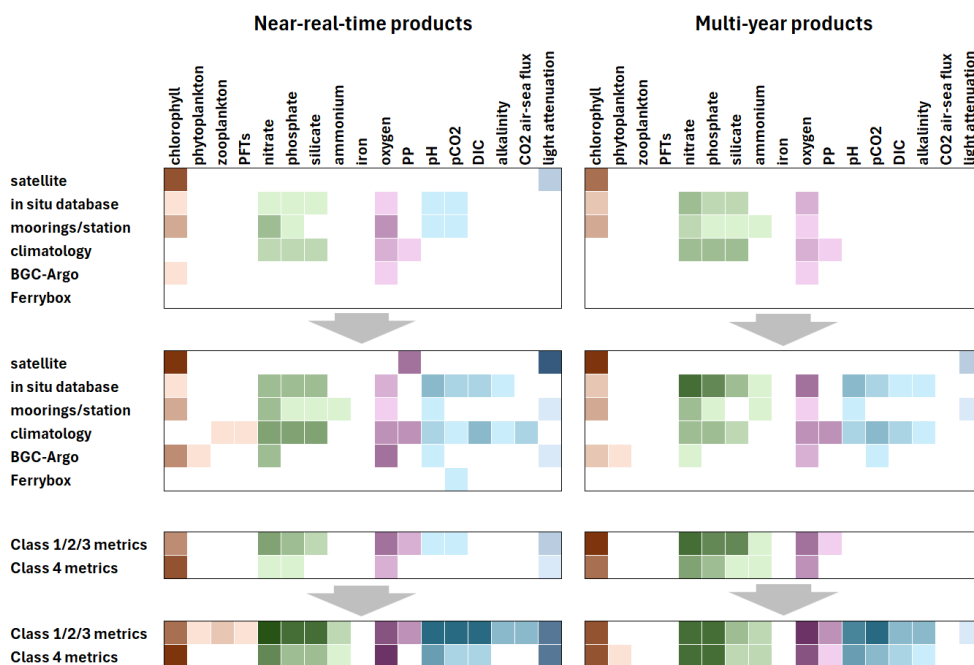 Near-real-time products
Multi-year products
chlorophyll
phytoplankton
zooplankton
PFTs
nitrate
phosphate
silicate
ammonium
iron
oxygen
PP
pH
pCO2
DIC
alkalinity
CO2 air-sea flux
light attenuation
chlorophyll
phytoplankton
zooplankton
PFTs
nitrate
phosphate
silicate
ammonium
iron
oxygen
PP
pH
pCO2
DIC
alkalinity
CO2 air-sea flux
light attenuation
satellite
in situ database
moorings/station
climatology
BGC-Argo
Ferrybox
satellite
in situ database
moorings/station
climatology
BGC-Argo
Ferrybox
Class 1/2/3 metrics
Class 4 metrics
Class 1/2/3 metrics
Class 4 metrics